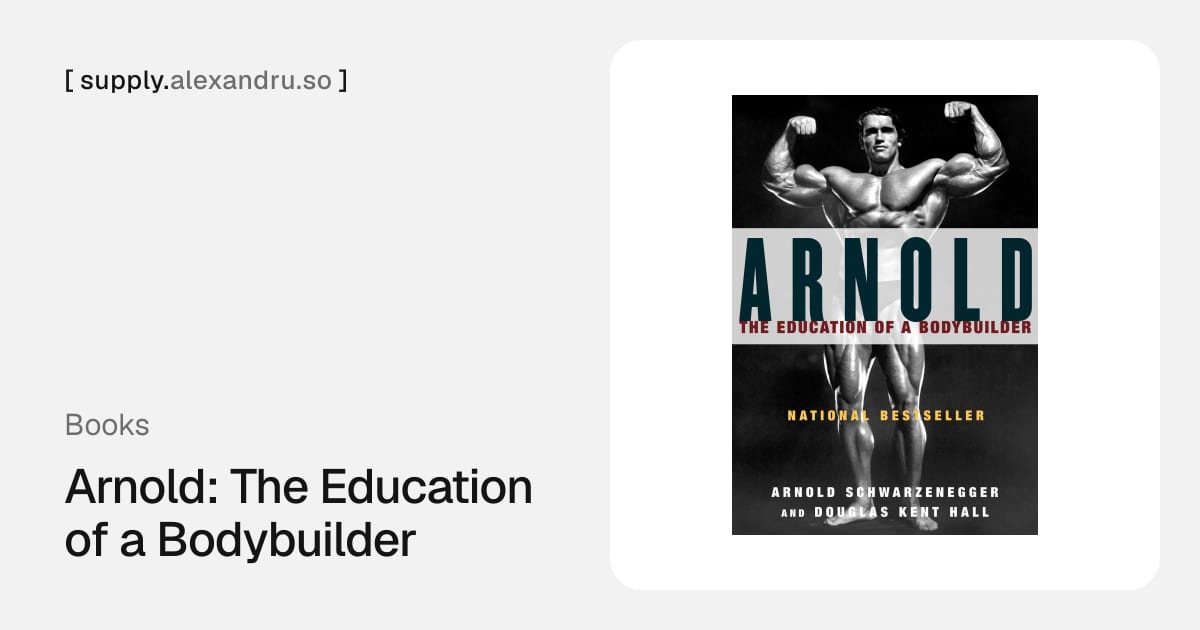 [ supply.alexandru.so ]
Books
Arnold: The Education
of a Bodybuilder
ARNOLD
THE EDUCATION OF A BODYBUILDER
NATIONAL BESTSELLER
ARNOLD SCHWARZENEGGER
AND DOUGLAS KENT HALL